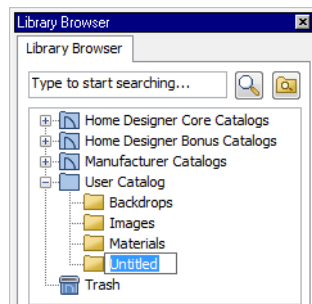 Library Browser
Library Browser
Type to start searching...
Home Designer Core Catalogs
Home Designer Bonus Catalogs
Manufacturer Catalogs
User Catalog
Backdrops
Images
Materials
Untitled
Trash